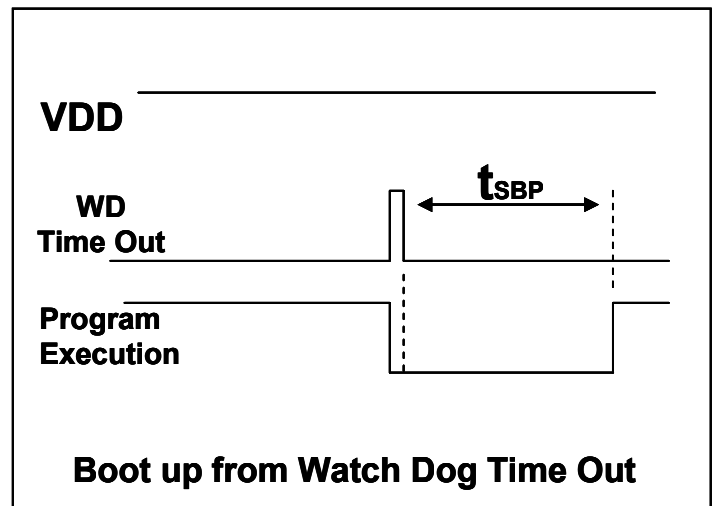 VDD
WD
Time Out
tSBP
Program
Execution
Boot up from Watch Dog Time Out